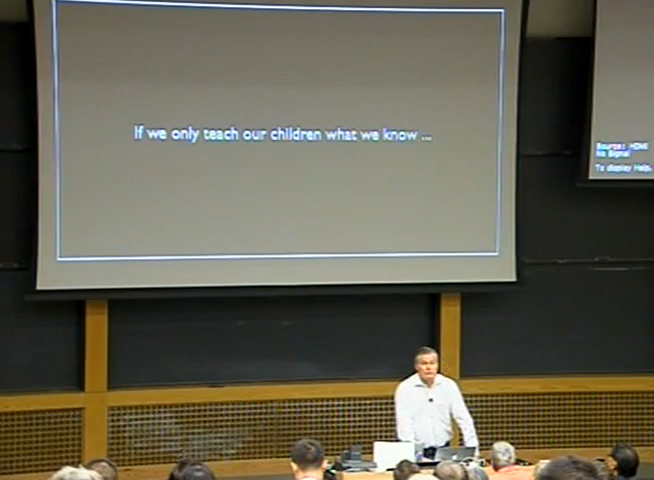 If we only teach our children what we know ...
Source: HDMI
No Signal
To display Help,